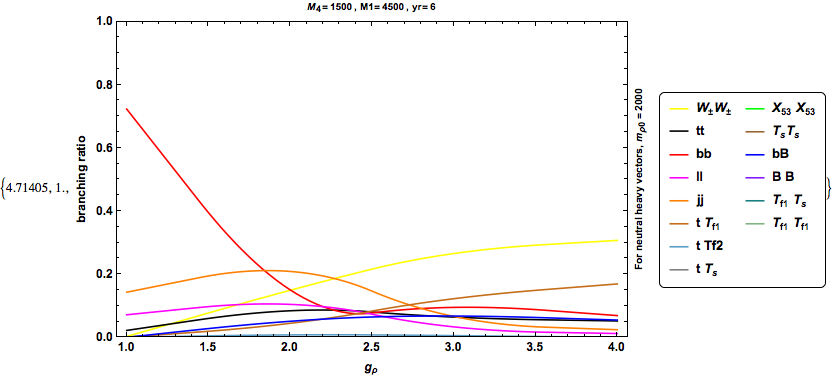 M4 = 1500 , M1 = 4500 , yr = 6
{4.71405, 1.,
branching ratio
1.0
0.8
0.6
0.4
0.2
0.0
1.0 1.5 2.0 2.5 3.0 3.5 4.0
gρ
For neutral heavy vectors, mρ0 = 2000
W± W± X53 X53
tt Ts Ts
bb bB
ll B B
jj Tf1 Ts
t Tf1 Tf1 Tf1
t Tf2
t Ts
}